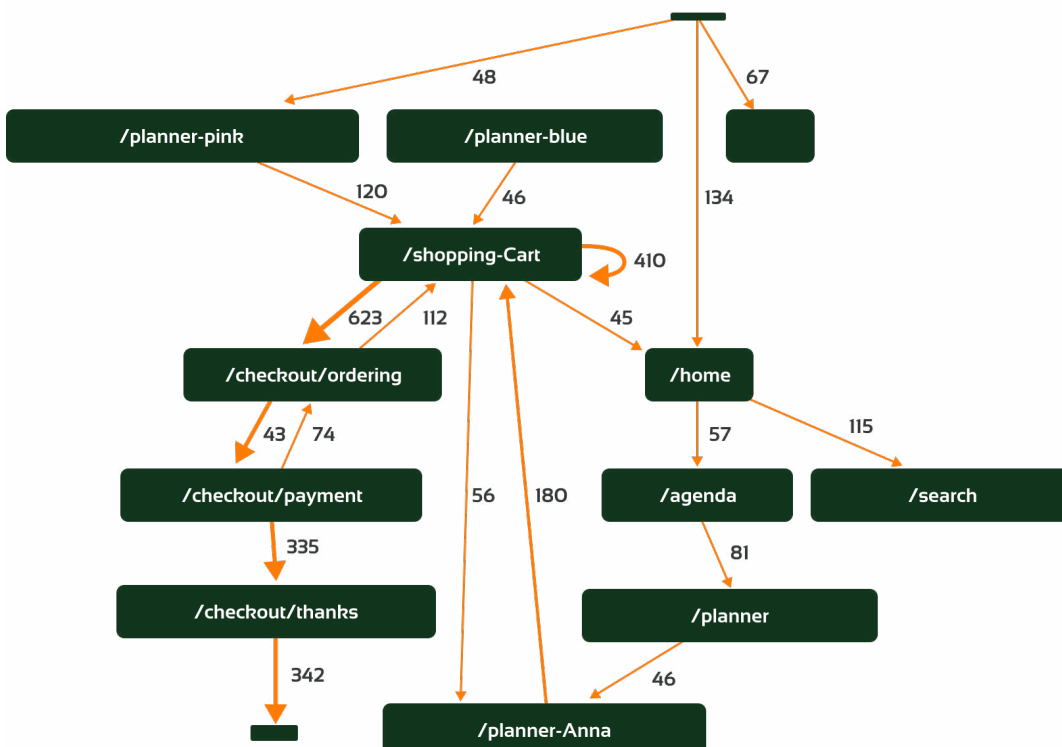 48
67
/planner-pink
/planner-blue
120
46
134
/shopping-Cart
410
623
112
45
/checkout/ordering
/home
43
74
57
115
/checkout/payment
56
180
/agenda
/search
335
81
/checkout/thanks
/planner
342
46
/planner-Anna